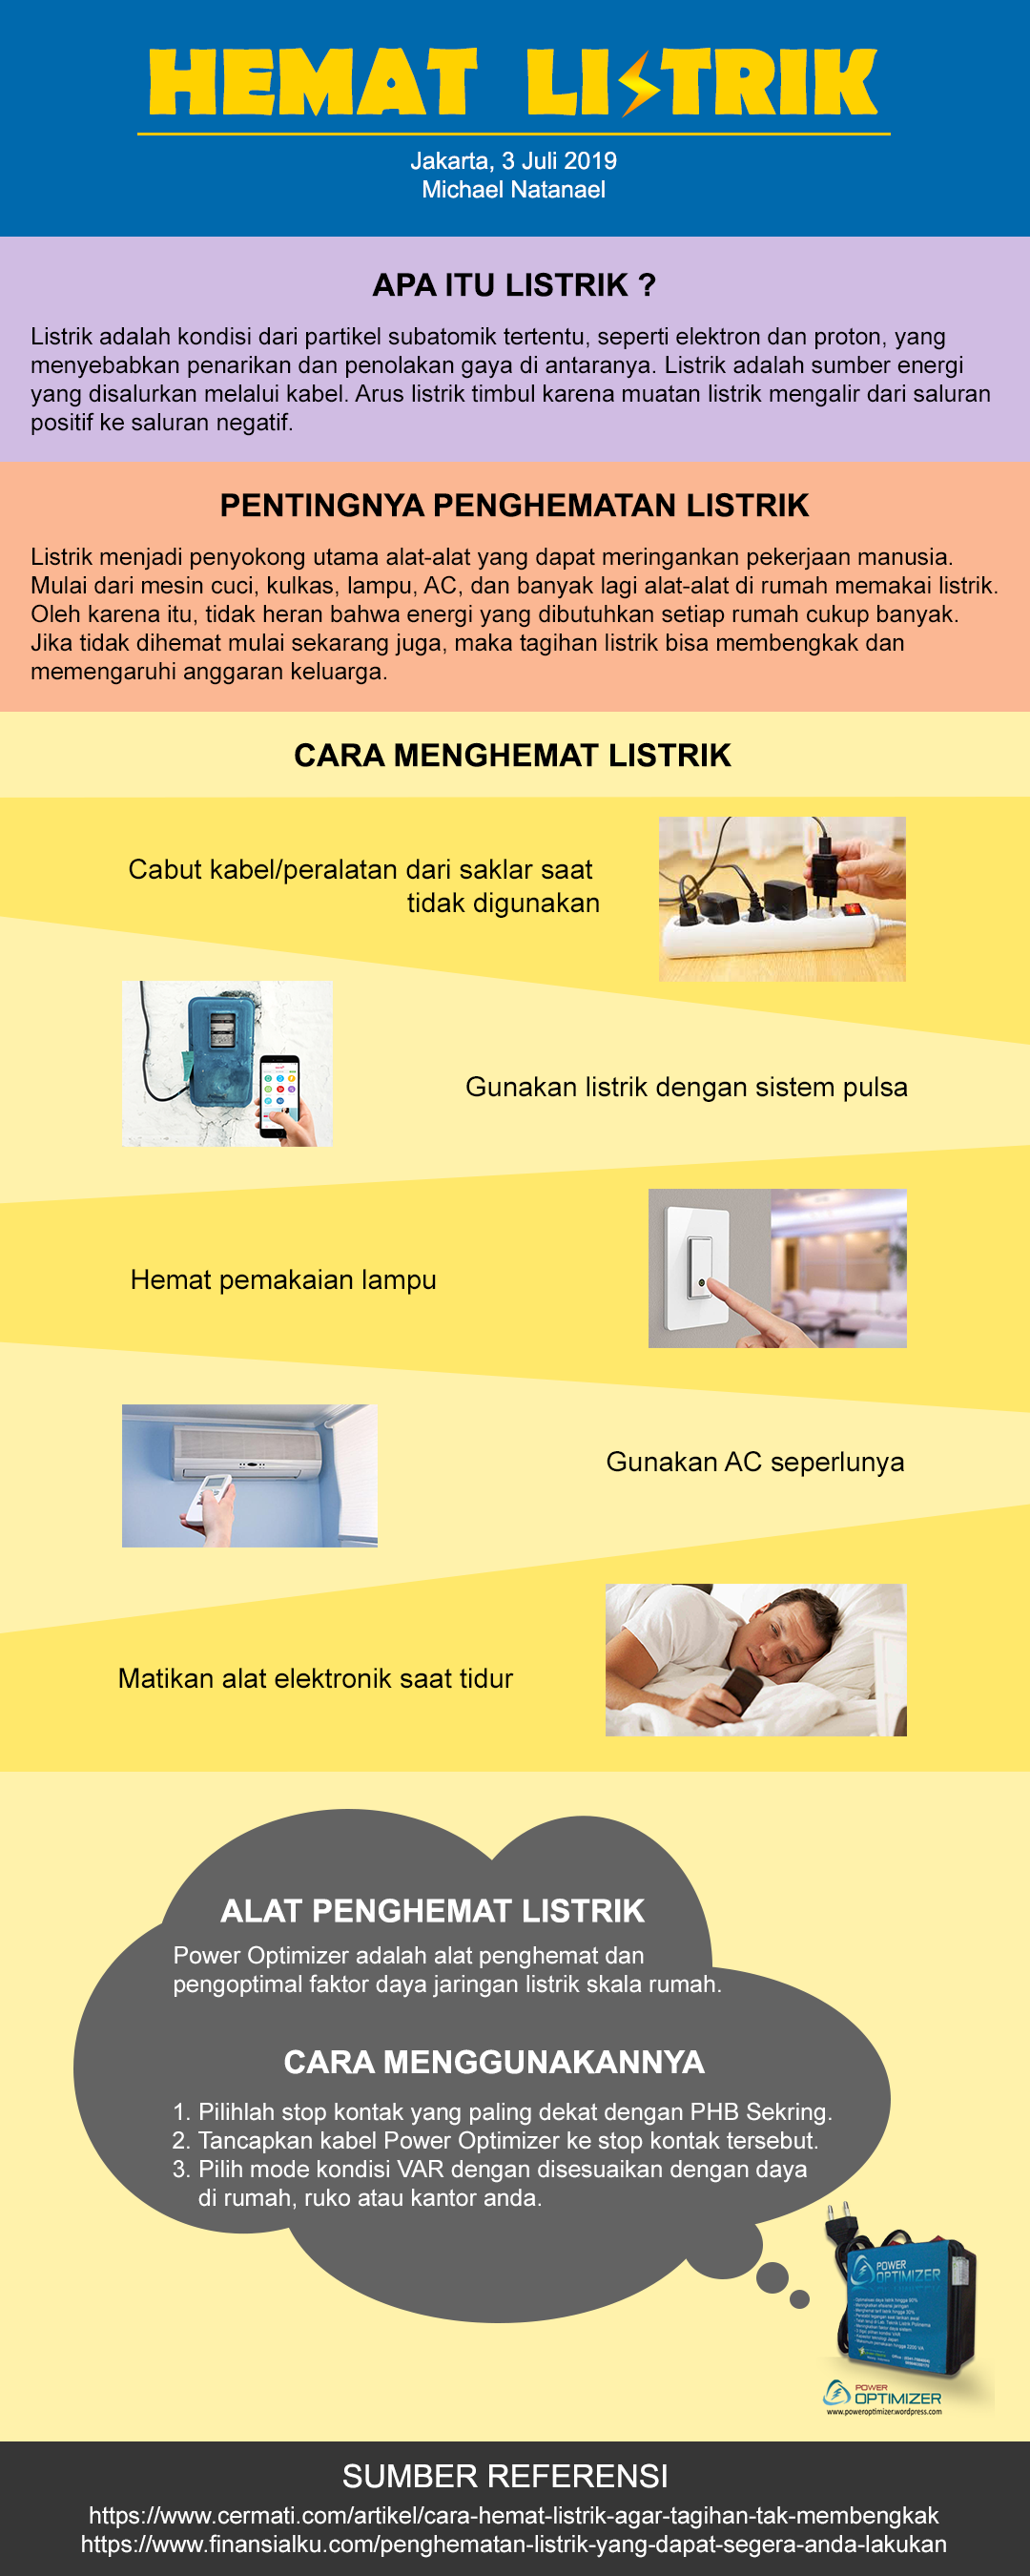 HEMAT LISTRIK
Jakarta, 3 Juli 2019
Michael Natanael
APA ITU LISTRIK ?
Listrik adalah kondisi dari partikel subatomik tertentu, seperti elektron dan proton, yang
menyebabkan penarikan dan penolakan gaya di antaranya. Listrik adalah sumber energi
yang disalurkan melalui kabel. Arus listrik timbul karena muatan listrik mengalir dari saluran
positif ke saluran negatif.
PENTINGNYA PENGHEMATAN LISTRIK
Listrik menjadi penyokong utama alat-alat yang dapat meringankan pekerjaan manusia.
Mulai dari mesin cuci, kulkas, lampu, AC, dan banyak lagi alat-alat di rumah memakai listrik.
Oleh karena itu, tidak heran bahwa energi yang dibutuhkan setiap rumah cukup banyak.
Jika tidak dihemat mulai sekarang juga, maka tagihan listrik bisa membengkak dan
memengaruhi anggaran keluarga.
CARA MENGHEMAT LISTRIK
Cabut kabel/peralatan dari saklar saat
tidak digunakan
Gunakan listrik dengan sistem pulsa
Hemat pemakaian lampu
Gunakan AC seperlunya
Matikan alat elektronik saat tidur
ALAT PENGHEMAT LISTRIK
Power Optimizer adalah alat penghemat dan
pengoptimal faktor daya jaringan listrik skala rumah.
CARA MENGGUNAKANNYA
1. Pilihlah stop kontak yang paling dekat dengan PHB Sekring.
2. Tancapkan kabel Power Optimizer ke stop kontak tersebut.
3. Pilih mode kondisi VAR dengan disesuaikan dengan daya
di rumah, ruko atau kantor anda.
POWER
OPTIMIZER
POWER
OPTIMIZER
www.poweroptimizer.wordpress.com
SUMBER REFERENSI
https://www.cermati.com/artikel/cara-hemat-listrik-agar-tagihan-tak-membengkak
https://www.finansialku.com/penghematan-listrik-yang-dapat-segera-anda-lakukan